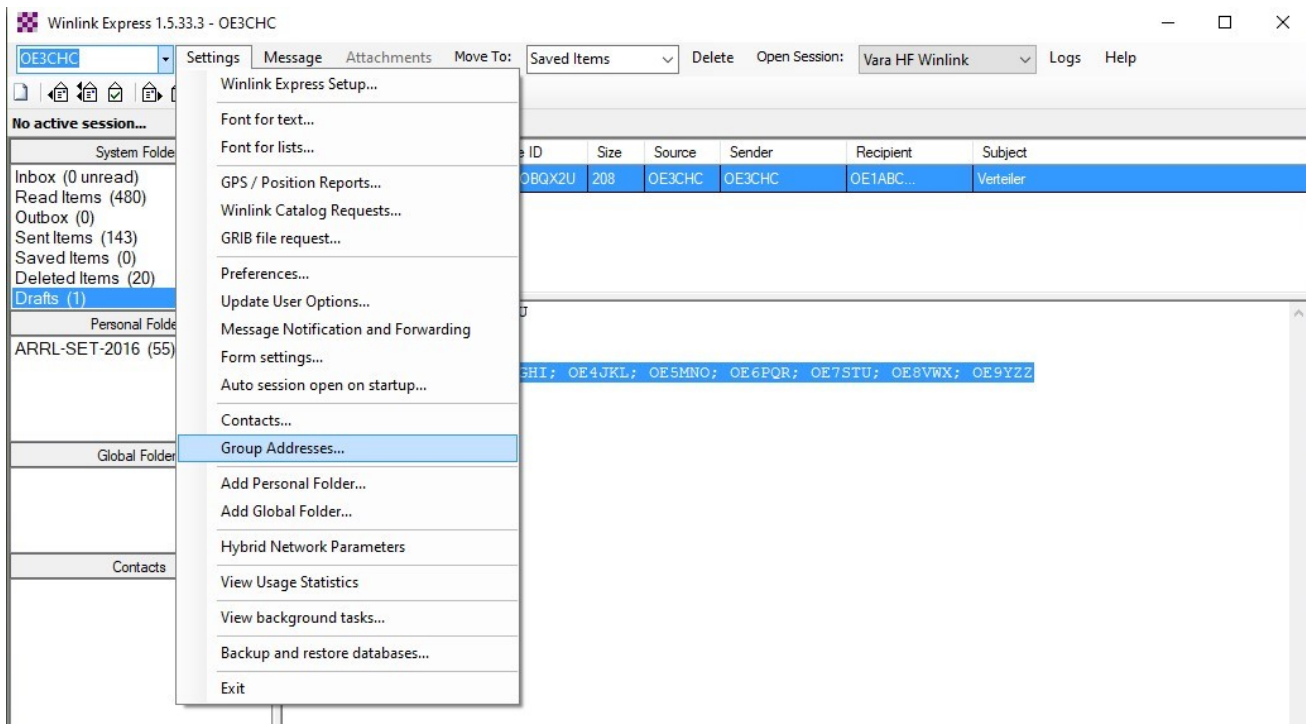 Winlink Express 1.5.33.3 - OE3CHC
OE3CHC Settings Message Attachments Move To: Saved Items Delete Open Session: Vara HF Winlink Logs Help
No active session...
System Folde
Inbox (0 unread)
Read Items (480)
Outbox (0)
Sent Items (143)
Saved Items (0)
Deleted Items (20)
Drafts (1)
Personal Folde
ARRL-SET-2016 (55)
Global Folder
Contacts
Winlink Express Setup...
Font for text...
Font for lists...
GPS / Position Reports...
Winlink Catalog Requests...
GRIB file request...
Preferences...
Update User Options...
Message Notification and Forwarding
Form settings...
Auto session open on startup...
Contacts...
Group Addresses...
Add Personal Folder...
Add Global Folder...
Hybrid Network Parameters
View Usage Statistics
View background tasks...
Backup and restore databases...
Exit
e ID Size Source Sender Recipient Subject
OBQX2U 208 OE3CHC OE3CHC OE1ABC... Verteiler
U
GHI; OE4JKL; OE5MNO; OE6PQR; OE7STU; OE8VWX; OE9YZZ